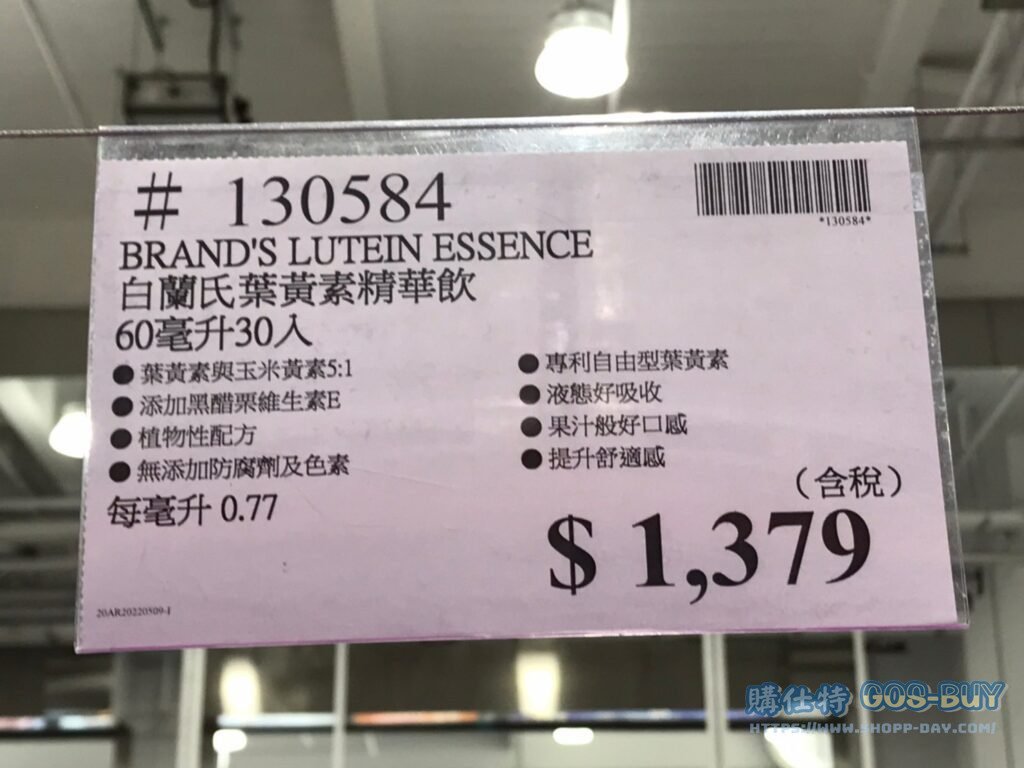 # 130584
*130584*
BRAND'S LUTEIN ESSENCE
白蘭氏葉黃素精華飲
60毫升30入
● 葉黃素與玉米黃素5:1
● 添加黑醋栗維生素E
● 植物性配方
● 無添加防腐劑及色素
● 專利自由型葉黃素
● 液態好吸收
● 果汁般好口感
● 提升舒適感
每毫升 0.77
（含稅）
$ 1,379
20AR20220509-1
購仕特 GOS-BUY
HTTPS://WWW.SHOPP-DAY.COM/